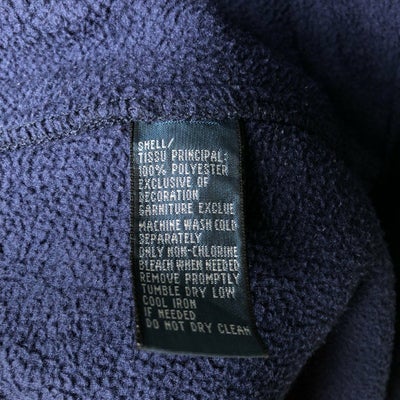 SHELL/
TISSU PRINCIPAL:
100% POLYESTER
EXCLUSIVE OF
DECORATION
GARNITURE EXCLUE
MACHINE WASH COLD
SEPARATELY
ONLY NON-CHLORINE
BLEACH WHEN NEEDED
REMOVE PROMPTLY
TUMBLE DRY LOW
COOL IRON
IF NEEDED
DO NOT DRY CLEAN